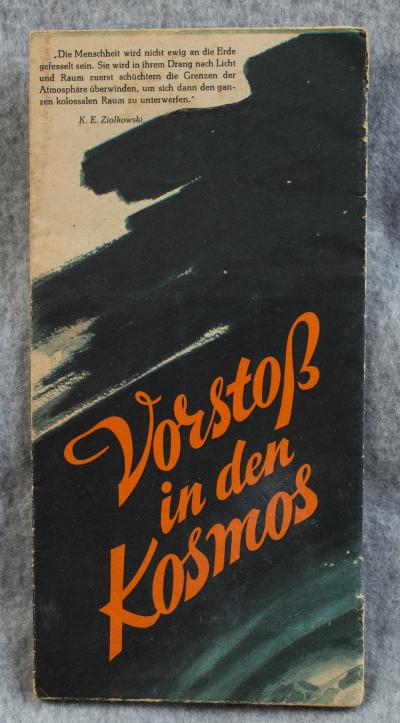 „Die Menschheit wird nicht ewig an die Erde
gefesselt sein. Sie wird in ihrem Drang nach Licht
und Raum zuerst schüchtern die Grenzen der
Atmosphäre überwinden, um sich dann den gan-
zen kolossalen Raum zu unterwerfen.“
K. E. Ziolkowski
Vorstoß
in den
Kosmos